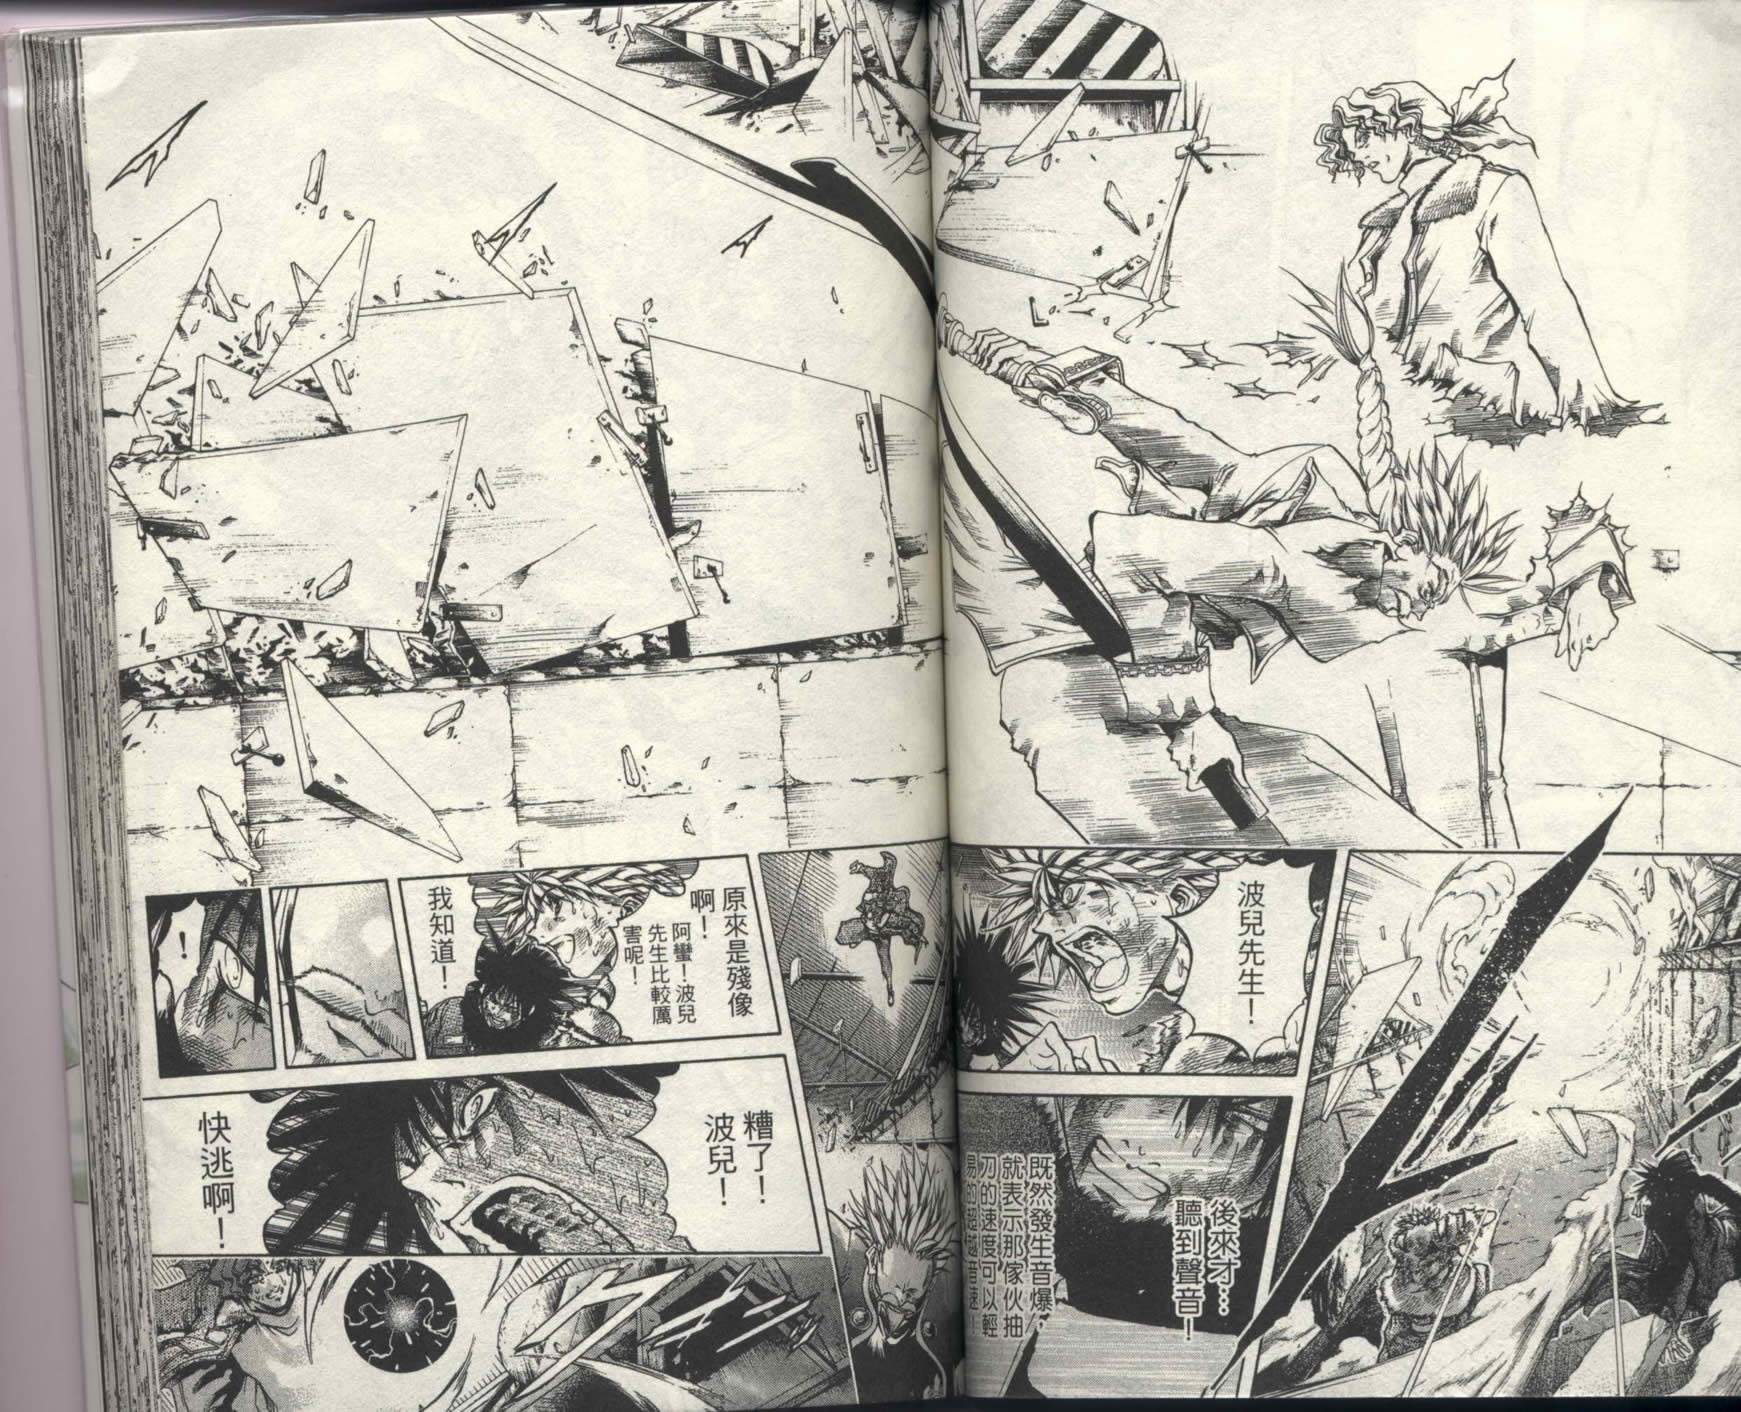 波兒先生！
後來才…
聽到聲音！
既然發生音爆，
就表示那傢伙抽
刀的速度可以輕
易的超越音速！
原來是殘像
啊！
阿蠻！波兒
先生比較厲
害呢！
我知道！
！
糟了！
波兒！
快逃啊！